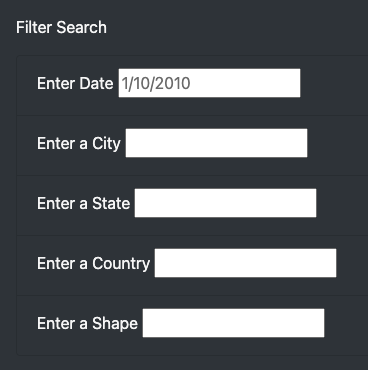 Filter Search
Enter Date 1/10/2010
Enter a City
Enter a State
Enter a Country
Enter a Shape